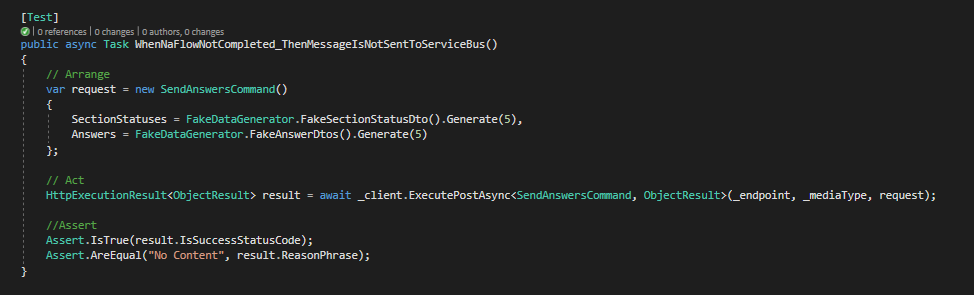 [Test]
| 0 references | 0 changes | 0 authors, 0 changes
public async Task WhenNaFlowNotCompleted_ThenMessageIsNotSentToServiceBus()
{
// Arrange
var request = new SendAnswersCommand()
{
SectionStatuses = FakeDataGenerator.FakeSectionStatusDto().Generate(5),
Answers = FakeDataGenerator.FakeAnswerDtos().Generate(5)
};
// Act
HttpExecutionResult<ObjectResult> result = await _client.ExecutePostAsync<SendAnswersCommand, ObjectResult>(_endpoint, _mediaType, request);
//Assert
Assert.IsTrue(result.IsSuccessStatusCode);
Assert.AreEqual("No Content", result.ReasonPhrase);
}